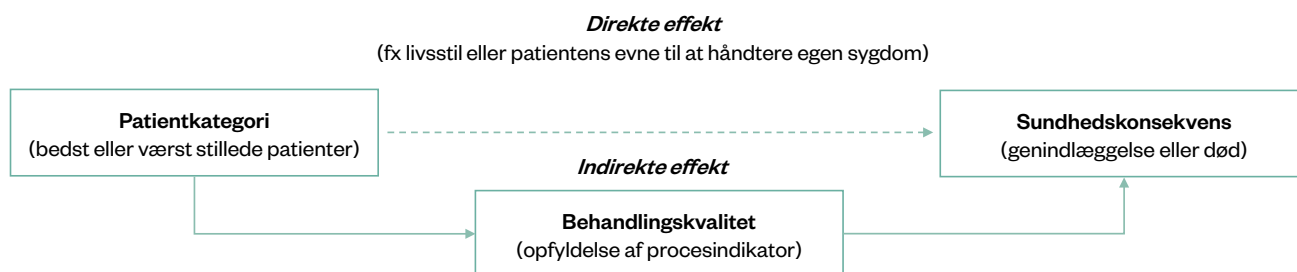 Direkte effekt
(fx livsstil eller patientens evne til at håndtere egen sygdom)
Patientkategori
(bedst eller værst stillede patienter)
Sundhedskonsekvens
(genindlæggelse eller død)
Indirekte effekt
Behandlingskvalitet
(opfyldelse af procesindikator)